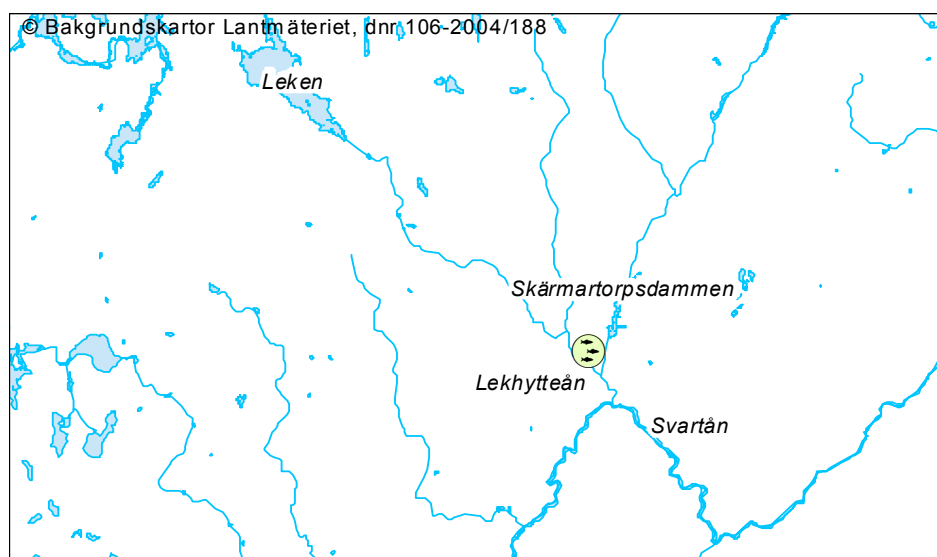 © Bakgrundskartor Lantmäteriet, dnr 106-2004/188
Leken
Skärmartorpsdammen
Lekhytteån
Svartån